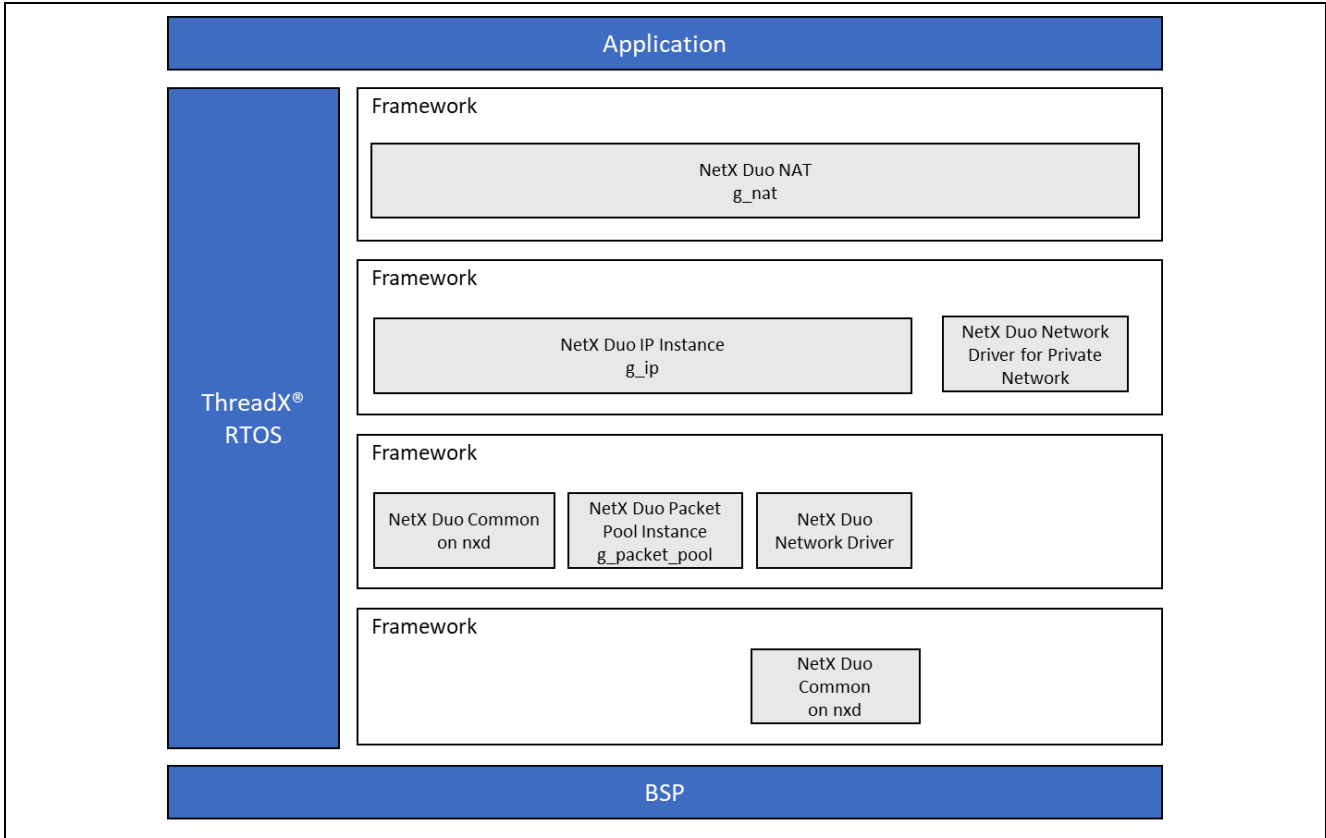 Application
ThreadX®
RTOS
Framework
NetX Duo NAT
g_nat
Framework
NetX Duo IP Instance
g_ip
NetX Duo Network
Driver for Private
Network
Framework
NetX Duo Common
on nxd
NetX Duo Packet
Pool Instance
g_packet_pool
NetX Duo
Network Driver
Framework
NetX Duo
Common
on nxd
BSP